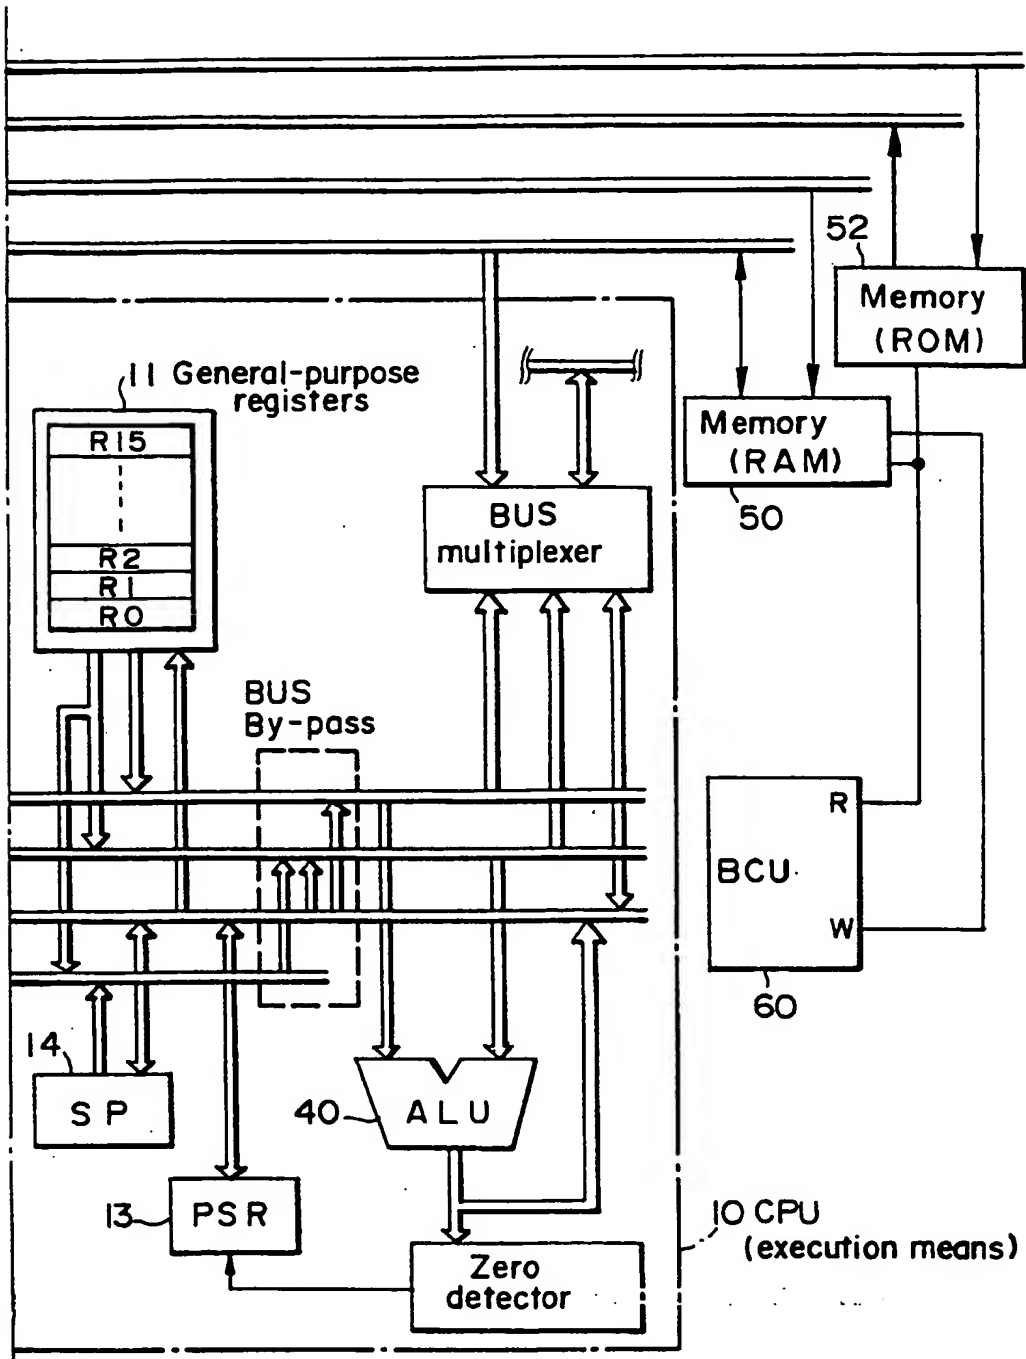 52
Memory
(ROM)
11 General-purpose
registers
R15
R2
R1
R0
BUS
multiplexer
Memory
(RAM)
50
BUS
By-pass
R
BCU
W
60
14
SP
40
ALU
13
PSR
10 CPU
(execution means)
Zero
detector